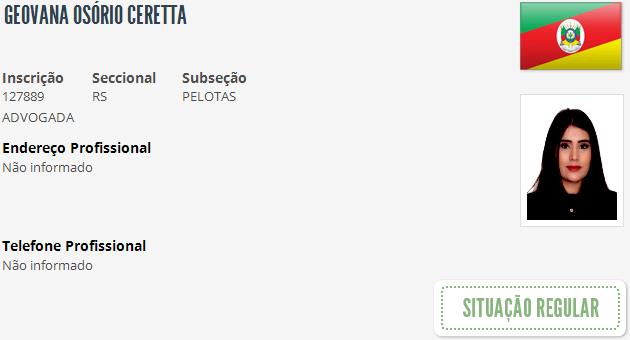 GEOVANA OSÓRIO CERETTA
Inscrição Seccional Subseção
127889 RS PELOTAS
ADVOGADA
Endereço Profissional
Não informado
Telefone Profissional
Não informado
SITUAÇÃO REGULAR